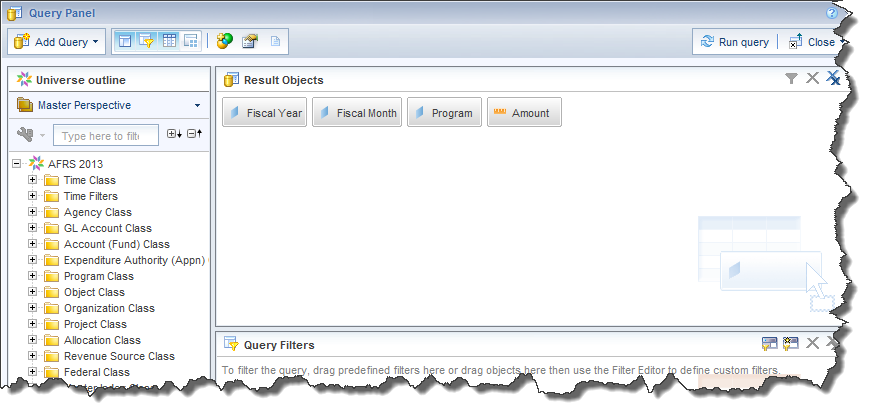 Query Panel
Add Query
Run query
Close
Universe outline
Master Perspective
Type here to filt
AFRS 2013
Time Class
Time Filters
Agency Class
GL Account Class
Account (Fund) Class
Expenditure Authority (Appn)
Program Class
Object Class
Organization Class
Project Class
Allocation Class
Revenue Source Class
Federal Class
Result Objects
Fiscal Year
Fiscal Month
Program
Amount
Query Filters
To filter the query, drag predefined filters here or drag objects here then use the Filter Editor to define custom filters.